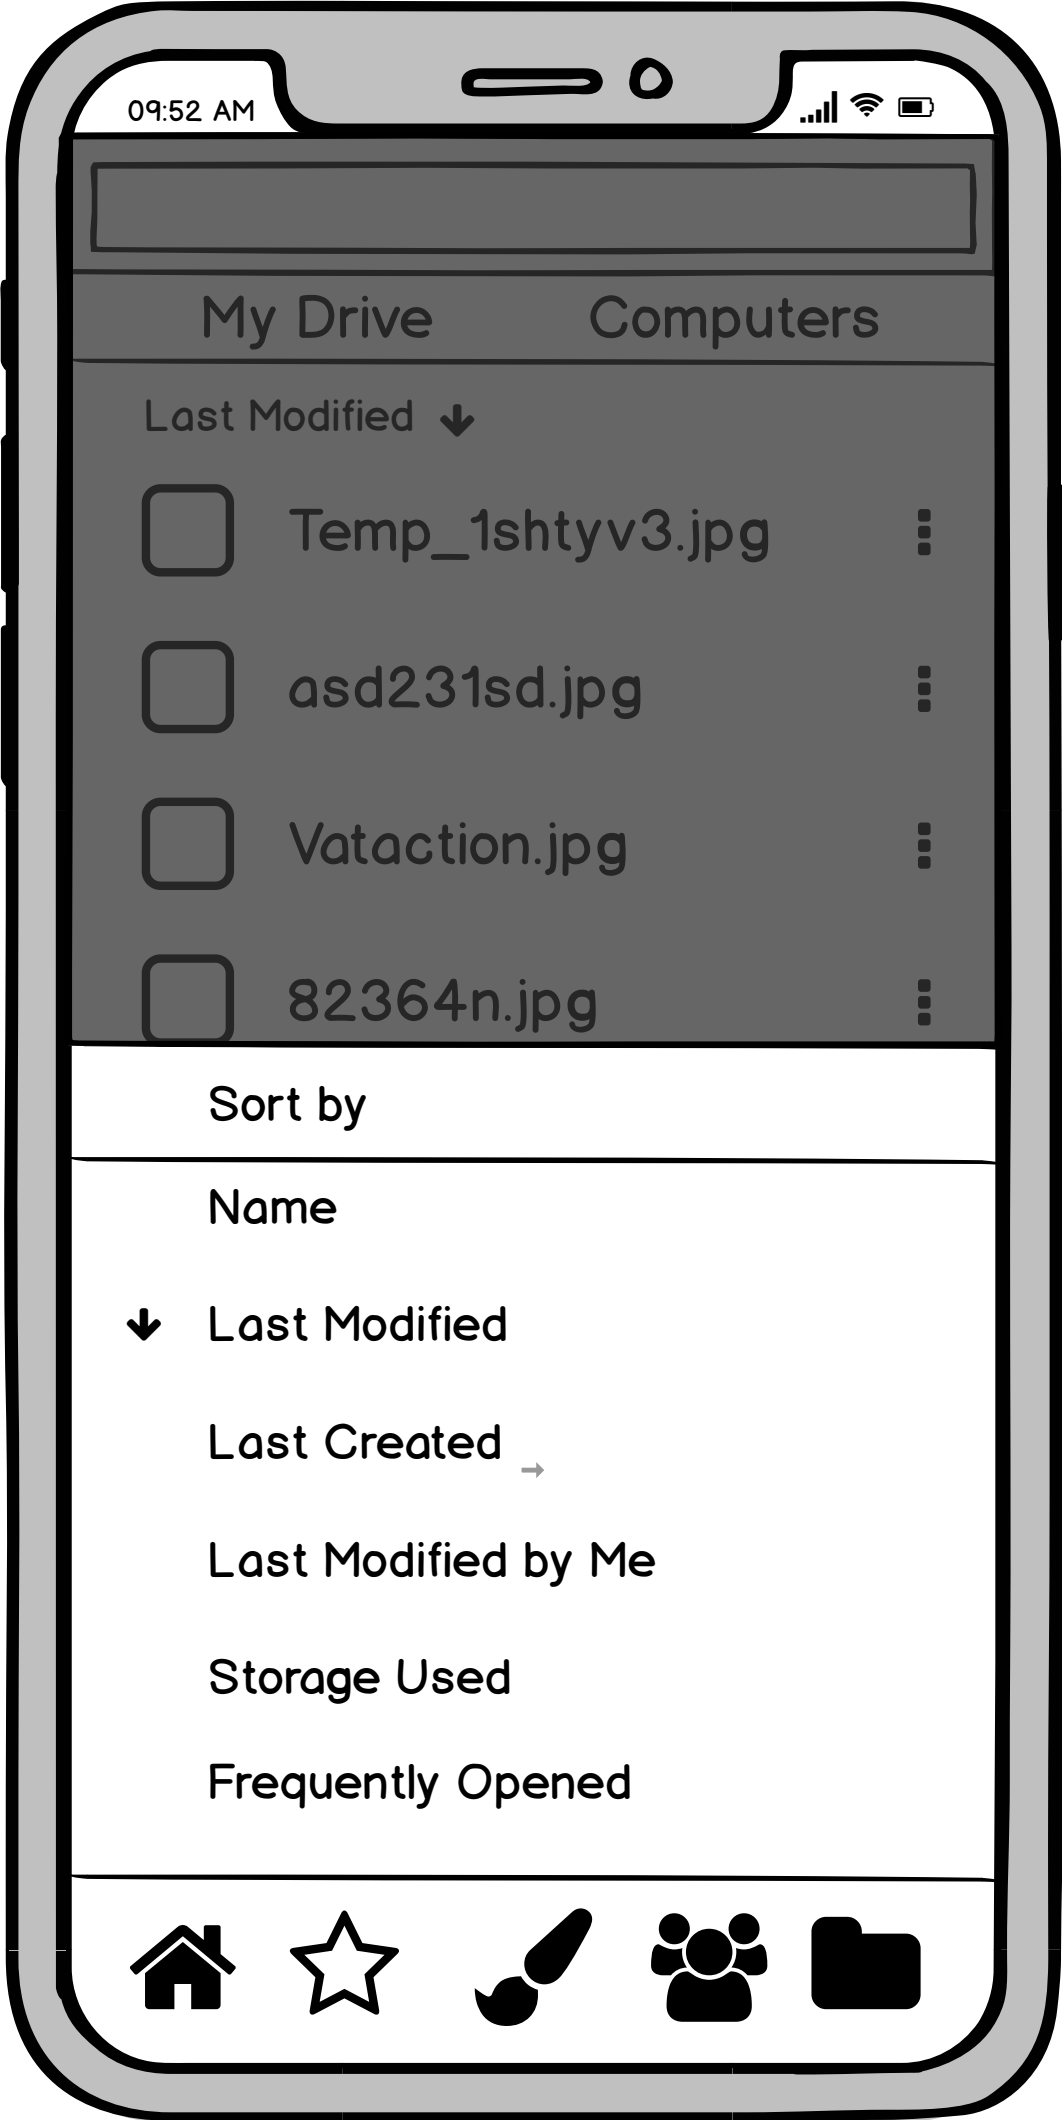 09:52 AM
My Drive Computers
Last Modified
Temp_1shtyv3.jpg
asd231sd.jpg
Vataction.jpg
82364n.jpg
Sort by
Name
Last Modified
Last Created
Last Modified by Me
Storage Used
Frequently Opened